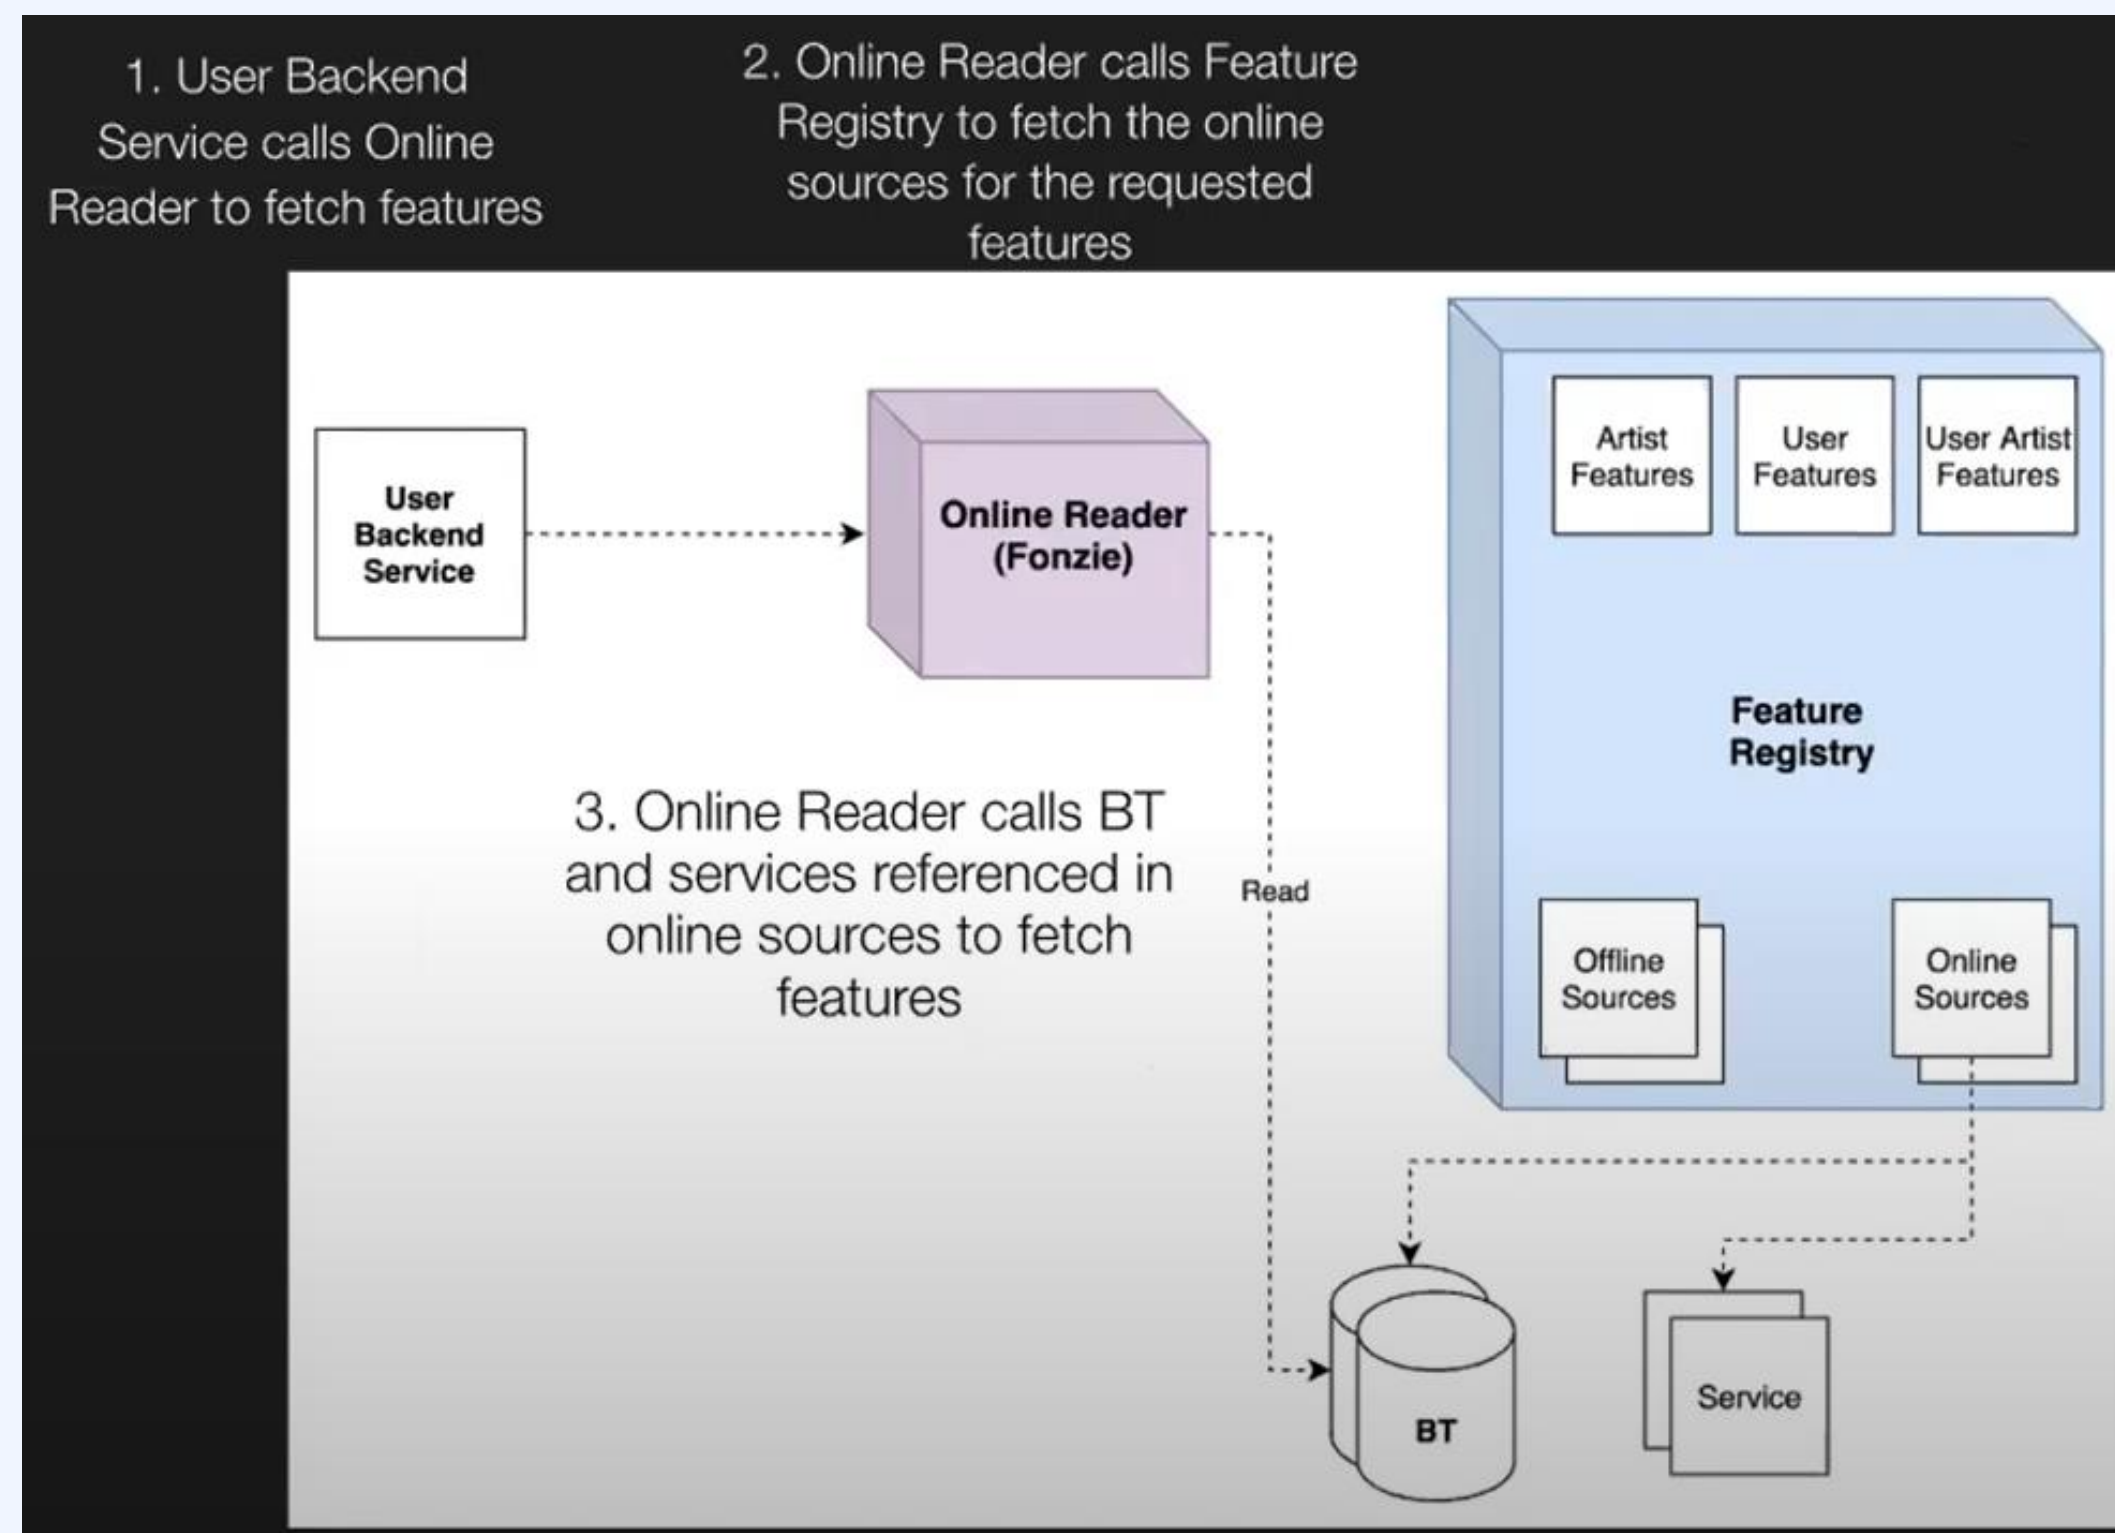 1. User Backend
Service calls Online
Reader to fetch features
2. Online Reader calls Feature
Registry to fetch the online
sources for the requested
features
User
Backend
Service
Online Reader
(Fonzie)
Artist
Features
User
Features
User Artist
Features
Feature
Registry
3. Online Reader calls BT
and services referenced in
online sources to fetch
features
Read
Offline
Sources
Online
Sources
BT
Service